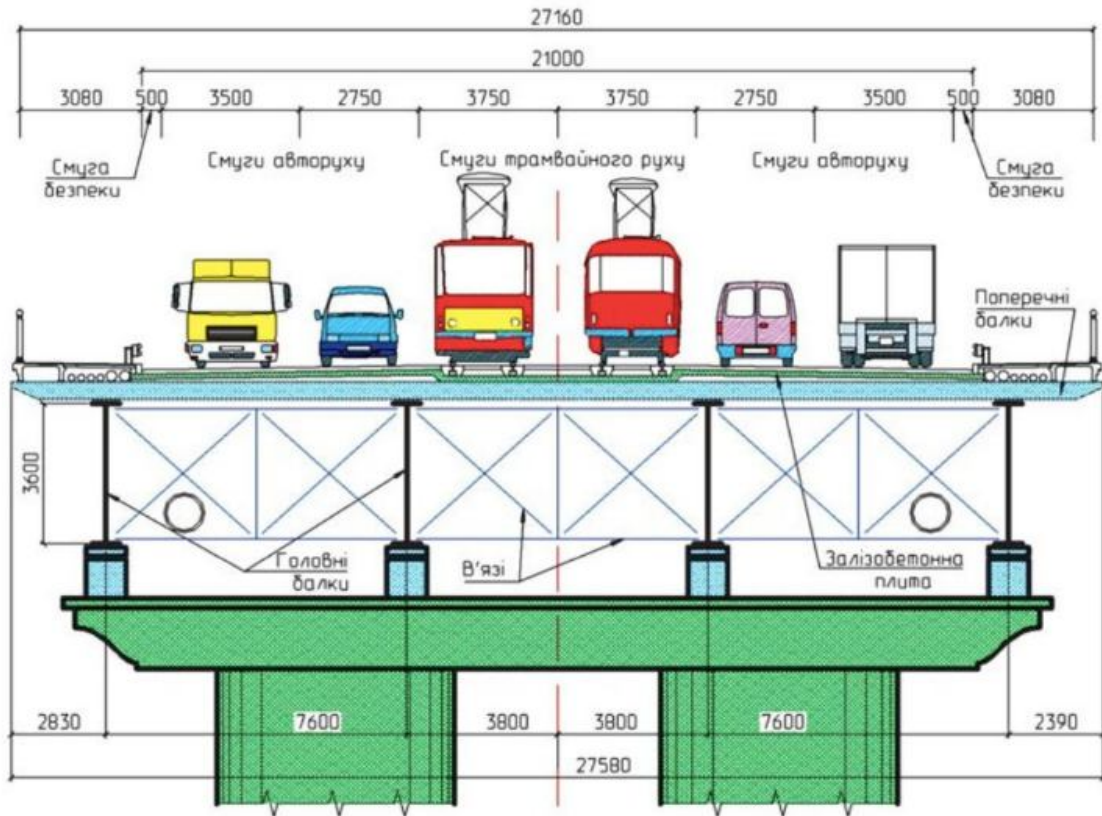 27160
21000
3080 500 3500 2750 3750 3750 2750 3500 500 3080
Смуга
безпеки
Смуги авторуху
Смуги трамвайного руху
Смуги авторуху
Смуга
безпеки
Поперечні
балки
3600
Головні
балки
В'язі
Залізобетонна
плита
2830 7600 3800 3800 7600 2390
27580